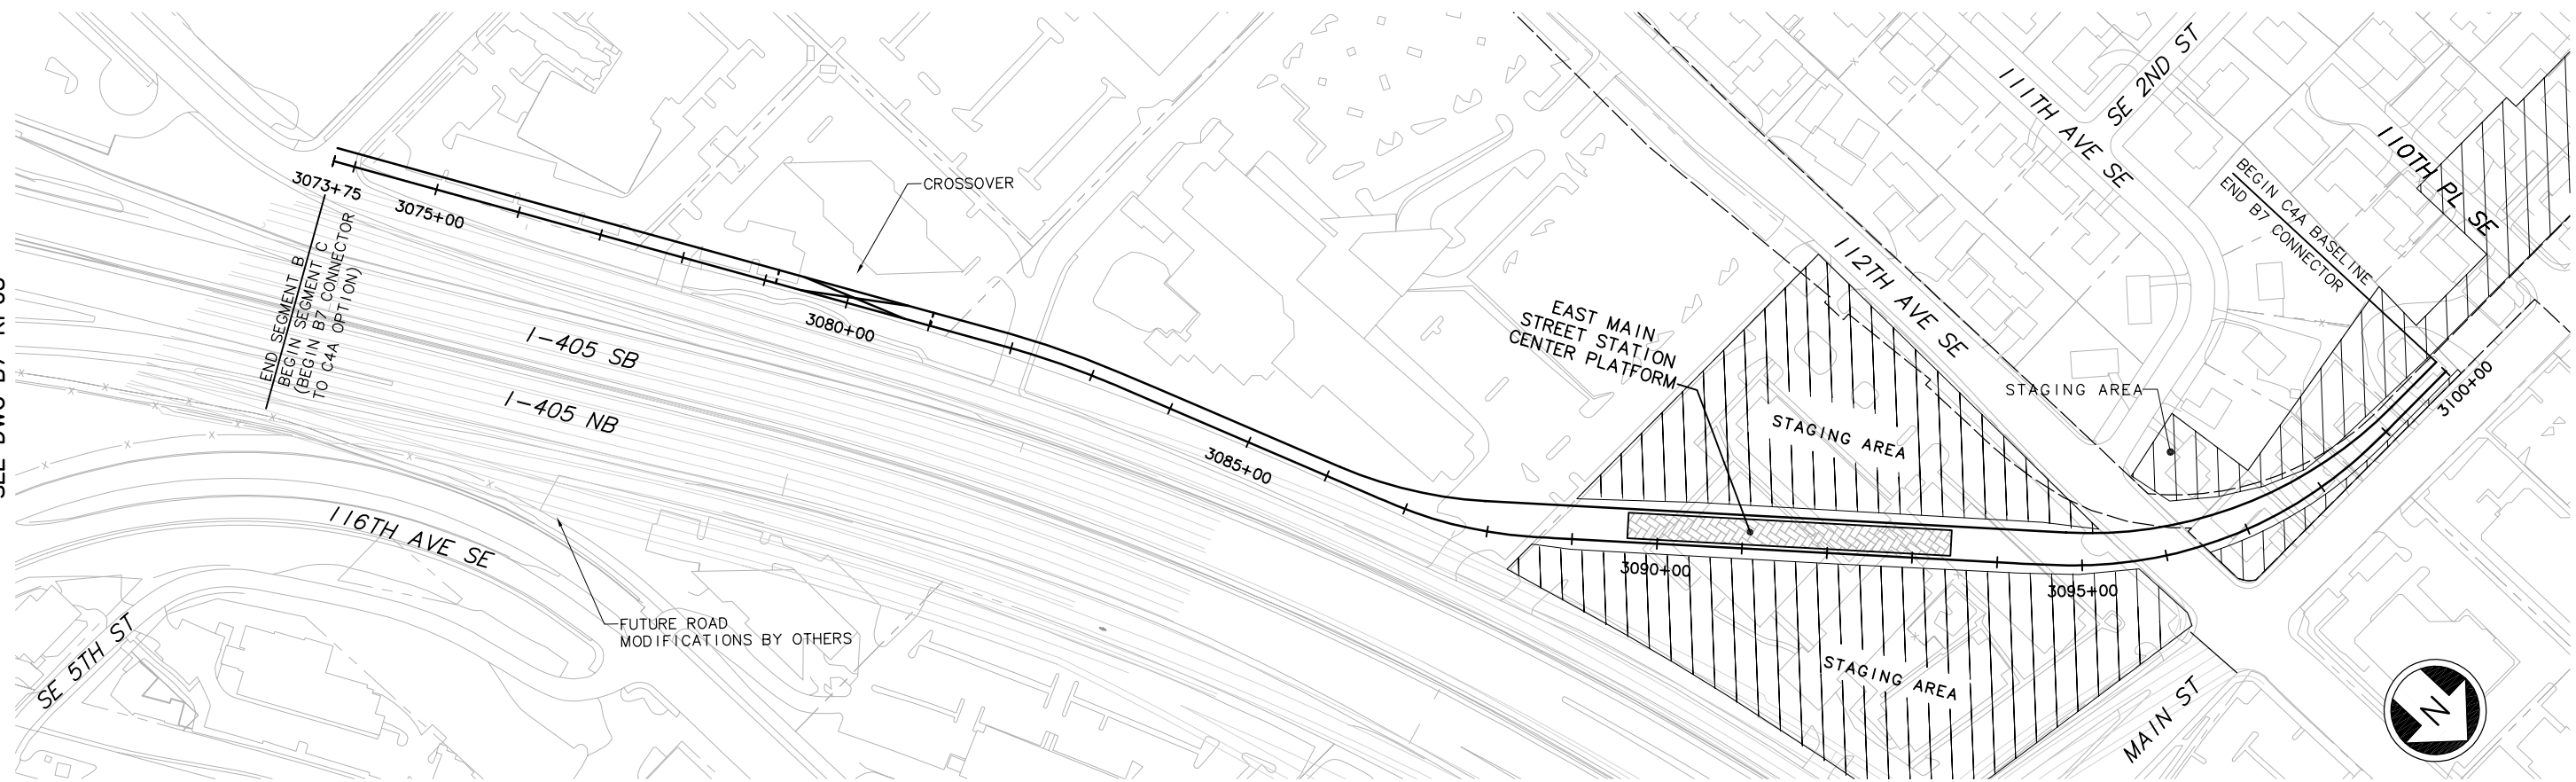 SE 2ND ST
111TH AVE SE
110TH PL SE
BEGIN C4A BASELINE
END B7 CONNECTOR
CROSSOVER
3073+75
3075+00
END SEGMENT B
BEGIN SEGMENT C
(BEGIN B7 CONNECTOR
TO C4A OPTION)
I-405 SB
I-405 NB
3080+00
112TH AVE SE
EAST MAIN
STREET STATION
CENTER PLATFORM
STAGING AREA
STAGING AREA
3100+00
3085+00
116TH AVE SE
3090+00
3095+00
FUTURE ROAD
MODIFICATIONS BY OTHERS
SE 5TH ST
STAGING AREA
MAIN ST
N